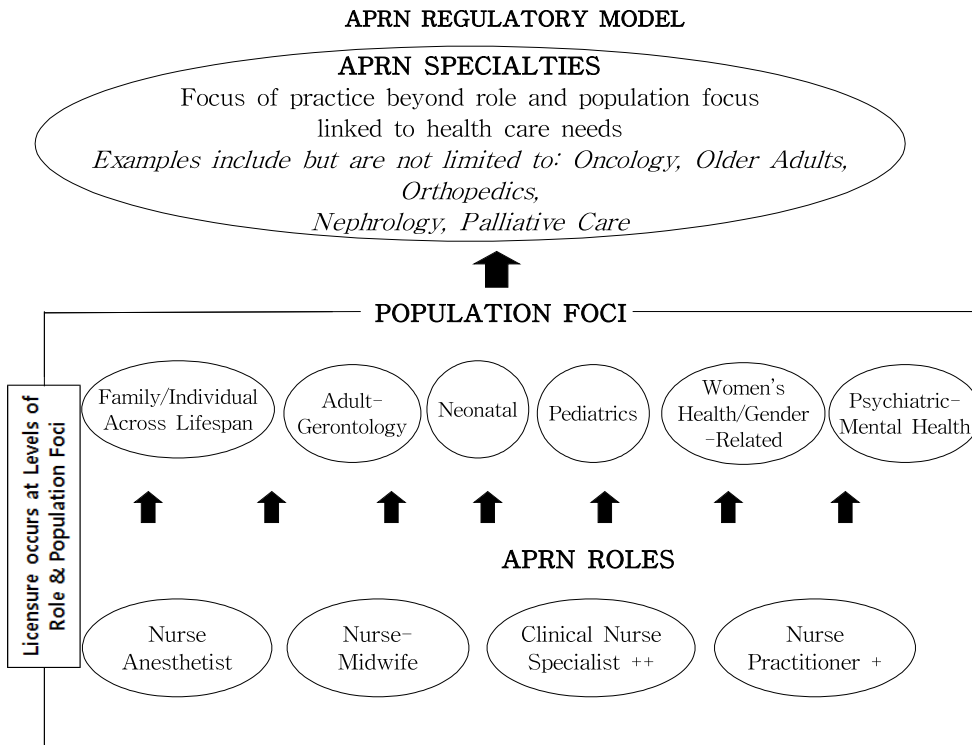 APRN REGULATORY MODEL
APRN SPECIALTIES
Focus of practice beyond role and population focus
linked to health care needs
Examples include but are not limited to: Oncology, Older Adults,
Orthopedics,
Nephrology, Palliative Care
POPULATION FOCI
Family/Individual
Across Lifespan
Adult-
Gerontology
Neonatal
Pediatrics
Women's
Health/Gender
-Related
Psychiatric-
Mental Health
Licensure occurs at Levels of
Role & Population Foci
APRN ROLES
Nurse
Anesthetist
Nurse-
Midwife
Clinical Nurse
Specialist ++
Nurse
Practitioner +